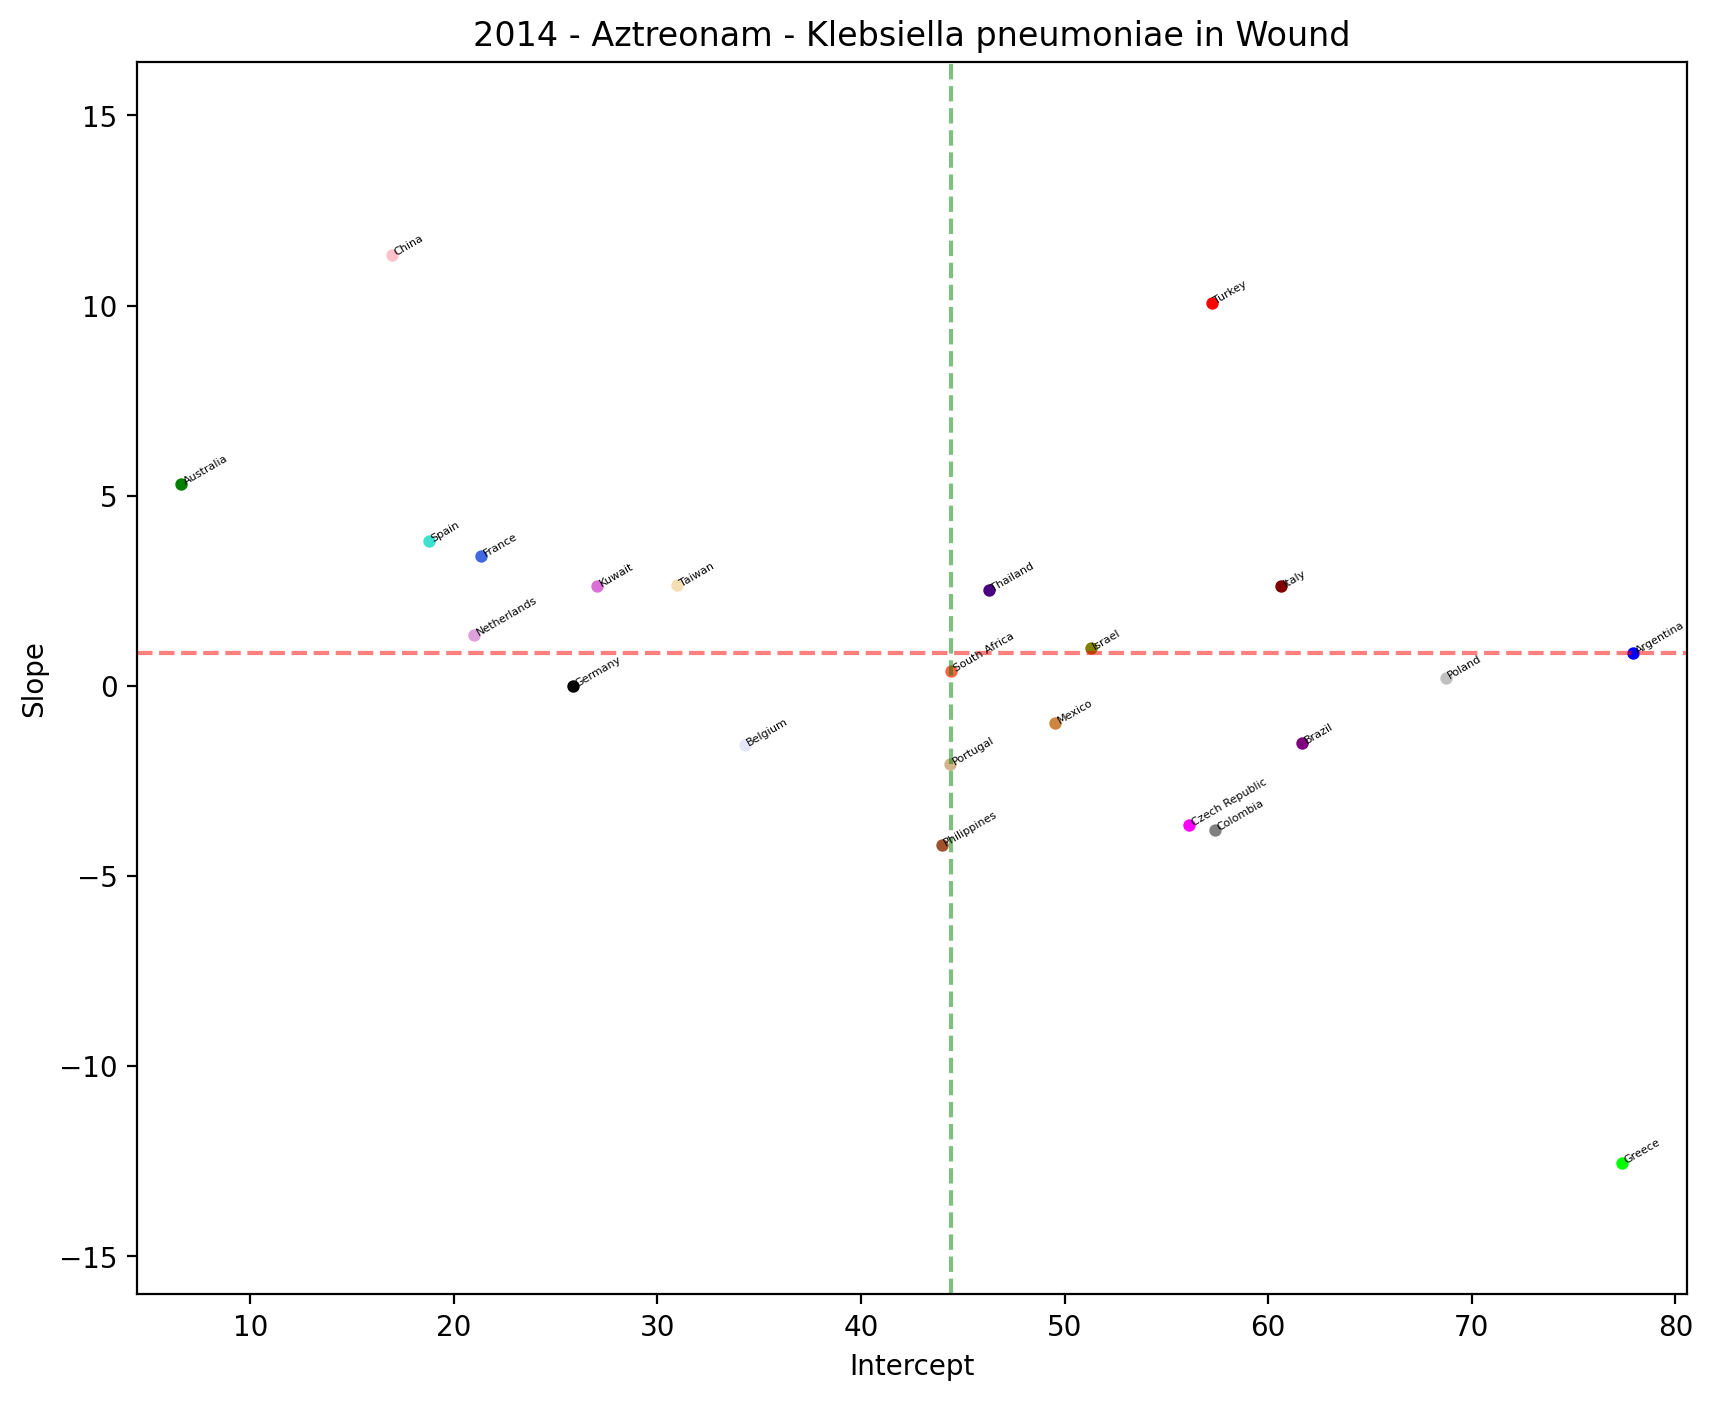 2014 - Aztreonam - Klebsiella pneumoniae in Wound
15
10
5
0
−5
−10
−15
Slope
China
Turkey
Australia
Spain
France
Kuwait
Taiwan
Thailand
Italy
Netherlands
Israel
South Africa
Argentina
Germany
Poland
Mexico
Belgium
Brazil
Portugal
Czech Republic
Colombia
Philippines
Greece
10
20
30
40
50
60
70
80
Intercept